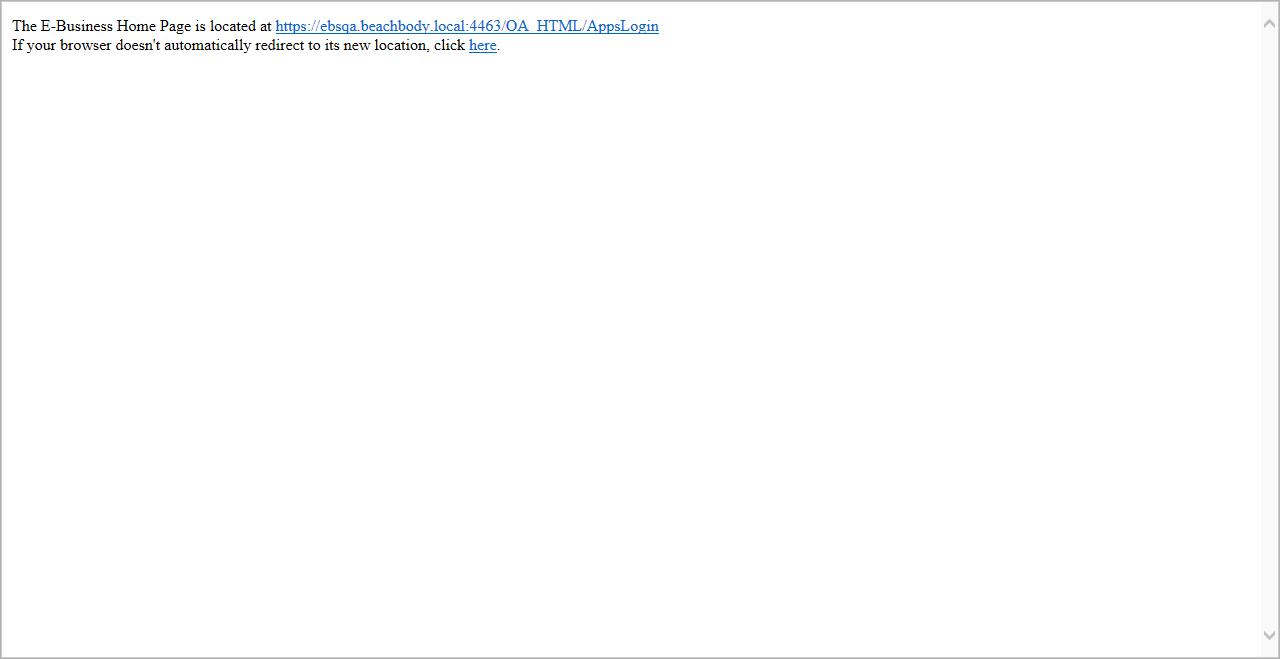 The E-Business Home Page is located at https://ebsqa.beachbody.local:4463/OA_HTML/AppsLogin
If your browser doesn't automatically redirect to its new location, click here.